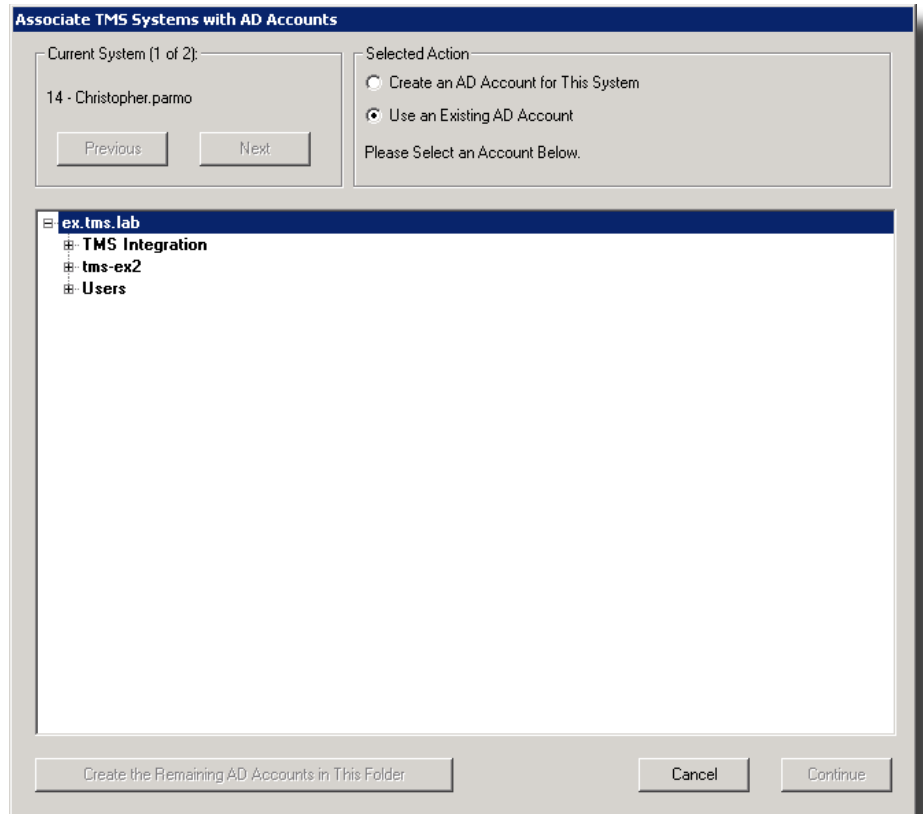 Associate TMS Systems with AD Accounts
Current System (1 of 2):
14 - Christopher.parmo
Previous
Next
Selected Action
Create an AD Account for This System
Use an Existing AD Account
Please Select an Account Below.
ex.tms.lab
TMS Integration
tms-ex2
Users
Create the Remaining AD Accounts in This Folder
Cancel
Continue